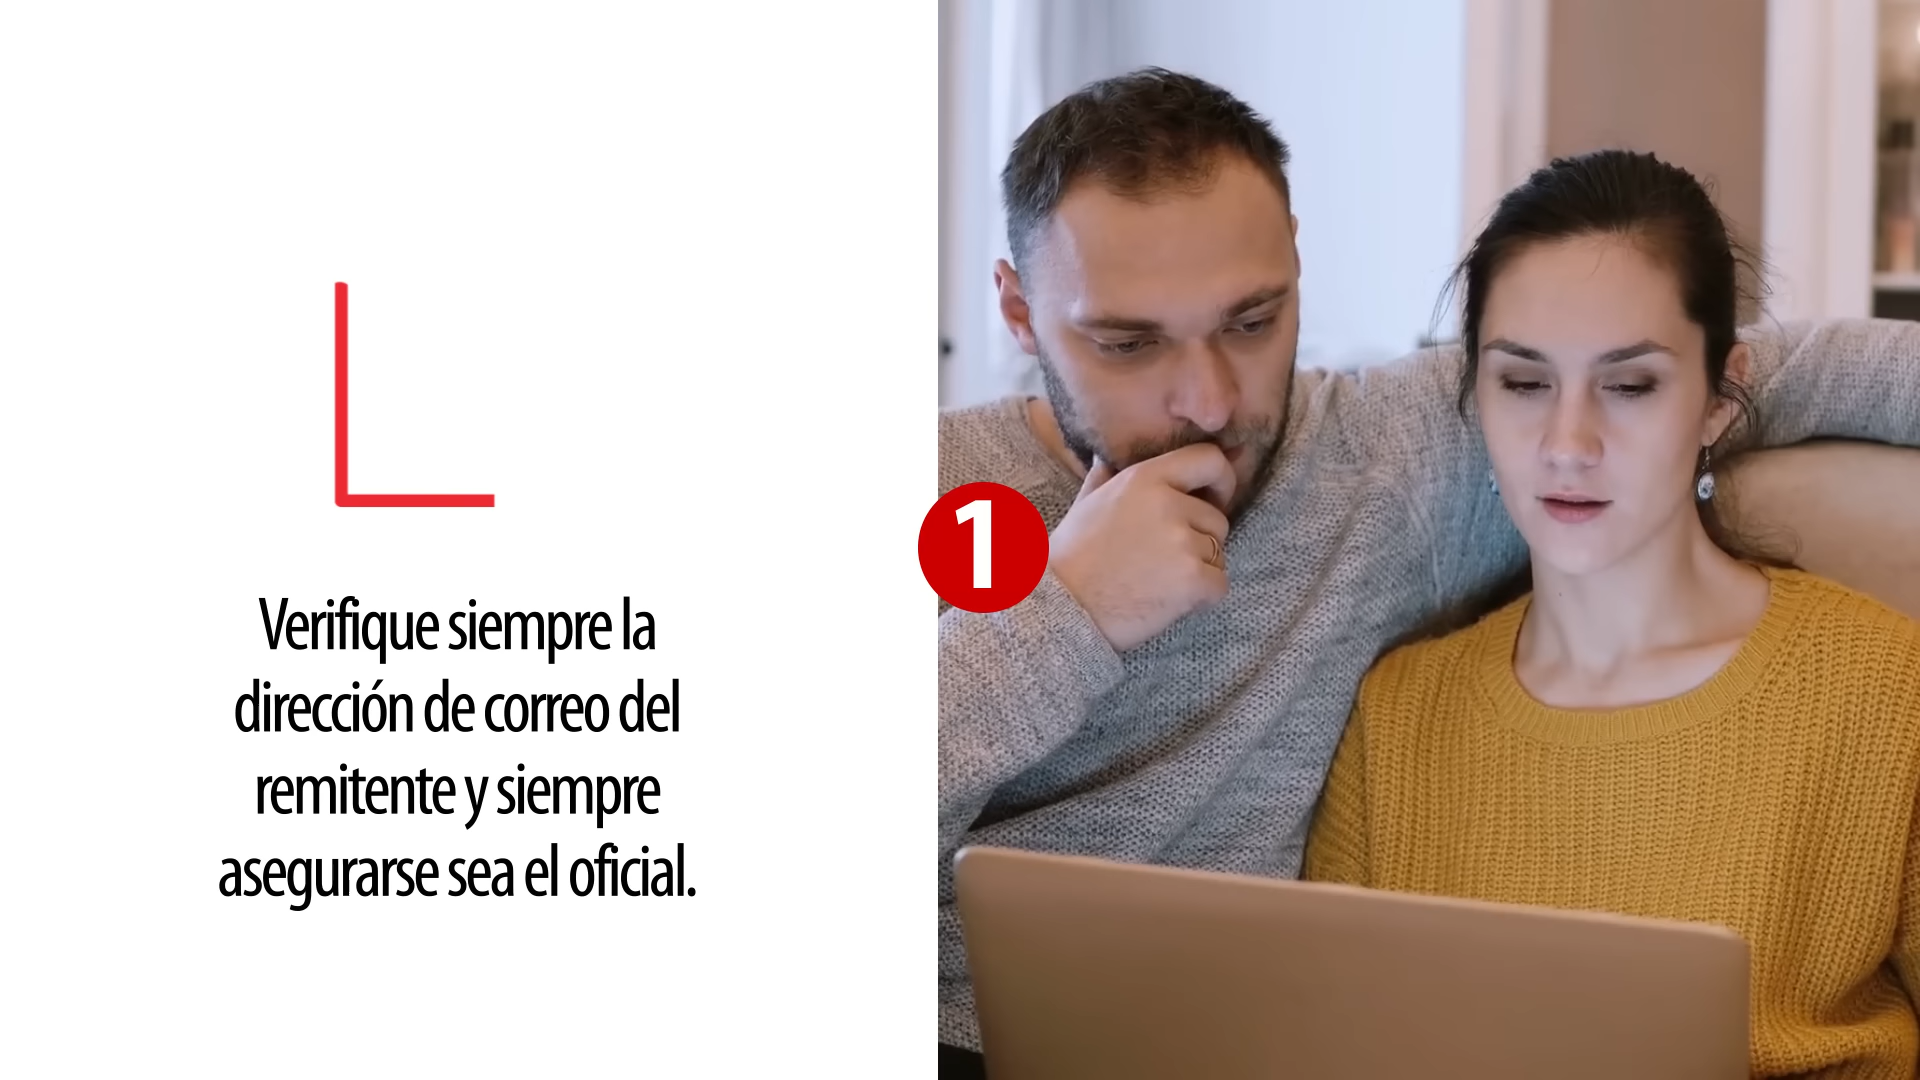 Verifique siempre la
dirección de correo del
remitente y siempre
asegurarse sea el oficial.
1